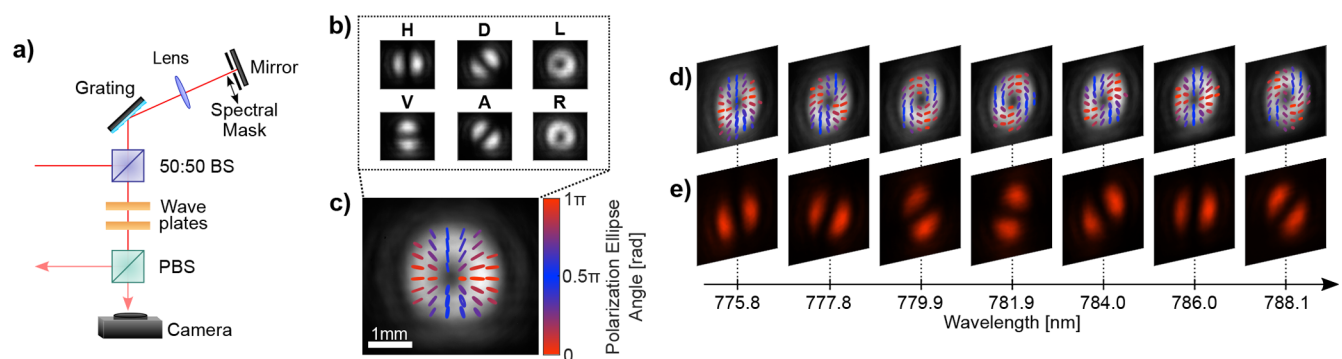 a)
Grating
Lens
Mirror
Spectral
Mask
50:50 BS
Wave
plates
PBS
Camera
b)
H D L
V A R
c)
1mm
1π
0.5π
0
Polarization Ellipse
Angle [rad]
d)
e)
775.8 777.8 779.9 781.9 784.0 786.0 788.1
Wavelength [nm]